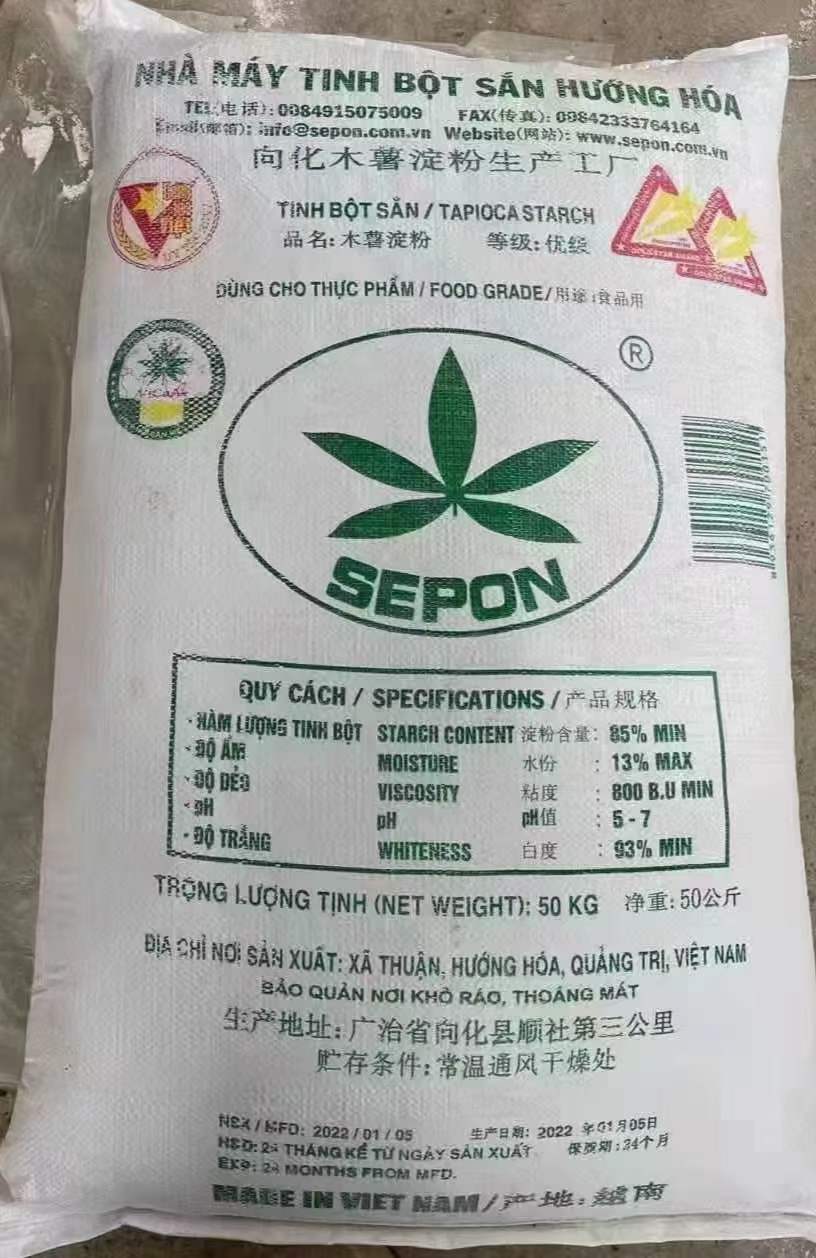 NHÀ MÁY TINH BỘT SẮN HƯỚNG HÓA
TEL(电话): 0084915075009 FAX(传真): 00842333764164
Email(邮箱): info@sepon.com.vn Website(网站): www.sepon.com.vn
向化木薯淀粉生产工厂
TINH BỘT SẮN / TAPIOCA STARCH
品名: 木薯淀粉 等级: 优级
DÙNG CHO THỰC PHẨM / FOOD GRADE/ 用途:食品用
®
SEPON
QUY CÁCH / SPECIFICATIONS / 产品规格
· HÀM LƯỢNG TINH BỘT STARCH CONTENT 淀粉含量: 85% MIN
· ĐỘ ẨM MOISTURE 水份 : 13% MAX
· ĐỘ DẺO VISCOSITY 粘度 : 800 B.U MIN
· pH pH pH值 : 5 - 7
· ĐỘ TRẮNG WHITENESS 白度 : 93% MIN
TRỌNG LƯỢNG TỊNH (NET WEIGHT): 50 KG 净重: 50公斤
ĐỊA CHỈ NƠI SẢN XUẤT: XÃ THUẬN, HƯỚNG HÓA, QUẢNG TRỊ, VIỆT NAM
BẢO QUẢN NƠI KHÔ RÁO, THOÁNG MÁT
生产地址: 广治省向化县顺社第三公里
贮存条件: 常温通风干燥处
NSX / MFD: 2022 / 01 / 05 生产日期: 2022 年01月05日
HSD: 24 THÁNG KỂ TỪ NGÀY SẢN XUẤT 保质期: 24个月
EXP: 24 MONTHS FROM MFD.
MADE IN VIET NAM / 产地: 越南